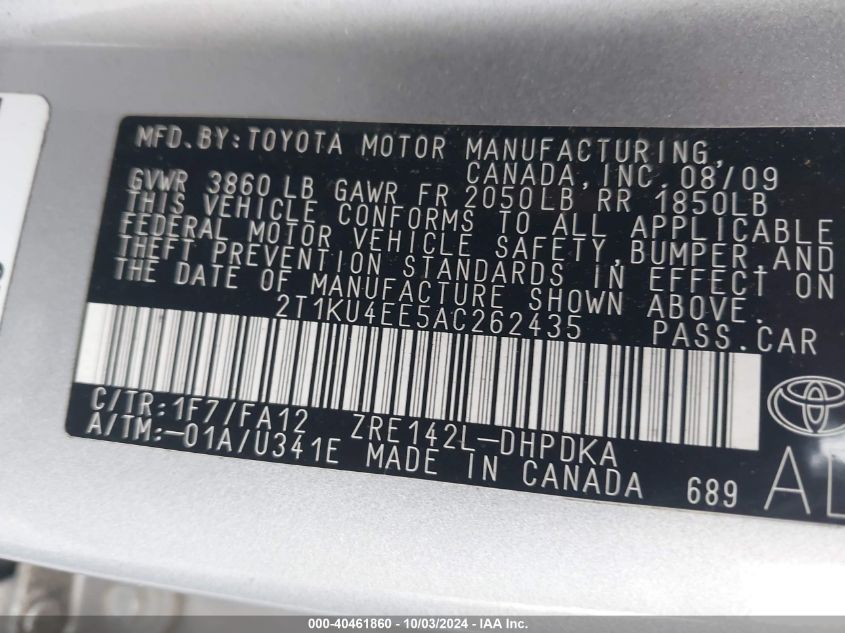 MFD.BY:TOYOTA MOTOR MANUFACTURING,
CANADA, INC. 08/09
GVWR 3860 LB GAWR FR 2050LB RR 1850LB
THIS VEHICLE CONFORMS TO ALL APPLICABLE
FEDERAL MOTOR VEHICLE SAFETY,BUMPER,AND
THEFT PREVENTION STANDARDS IN EFFECT ON
THE DATE OF MANUFACTURE SHOWN ABOVE.
2T1KU4EE5AC262435 PASS.CAR
C/TR:1F7/FA12 ZRE142L-DHPDKA
A/TM:-01A/U341E MADE IN CANADA 689
000-40461860 - 10/03/2024 - IAA Inc.